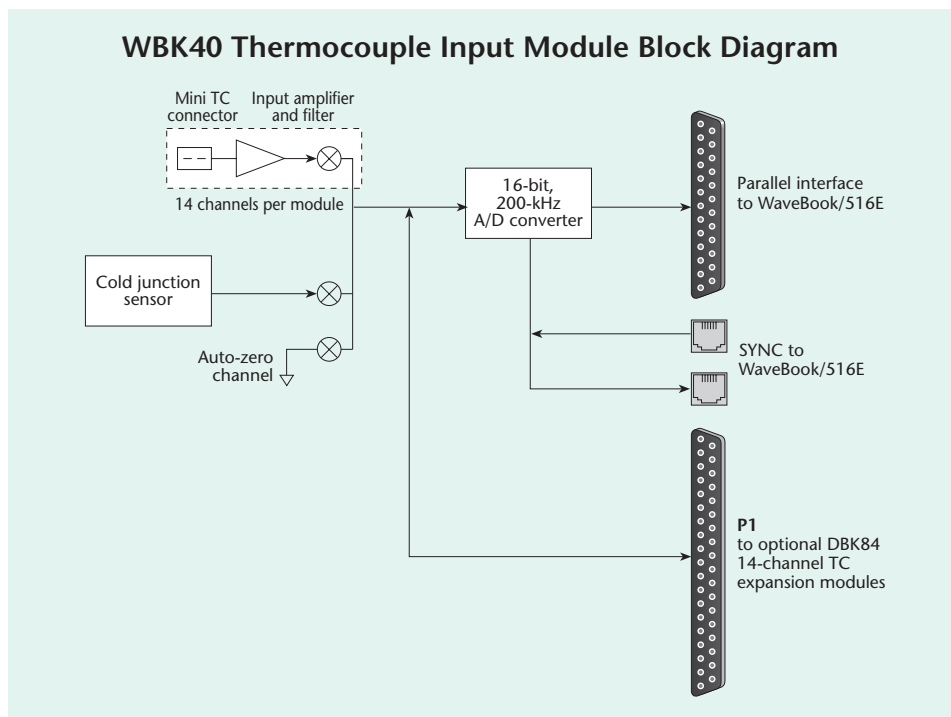 WBK40 Thermocouple Input Module Block Diagram
Mini TC
connector
Input amplifier
and filter
14 channels per module
16-bit,
200-kHz
A/D converter
Parallel interface
to WaveBook/516E
Cold junction
sensor
Auto-zero
channel
SYNC to
WaveBook/516E
P1
to optional DBK84
14-channel TC
expansion modules